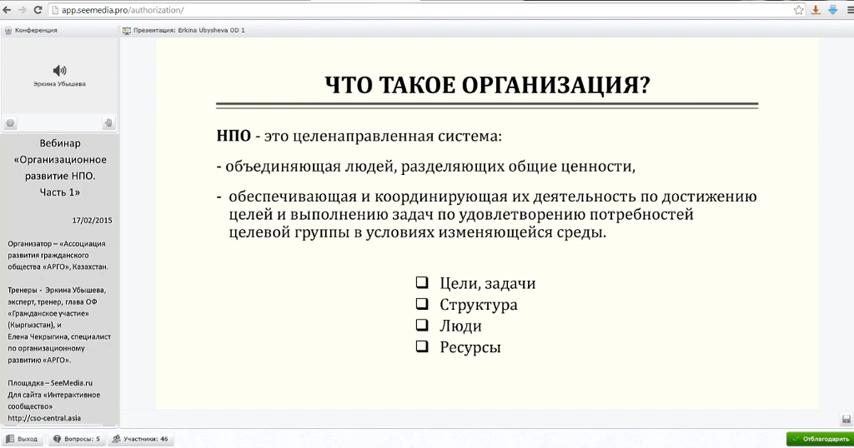 app.seemedia.pro/authorization/
Конференция
Презентация: Erkina Ubysheva OD 1
Эркина Убышева
Вебинар
«Организационное
развитие НПО.
Часть 1»
17/02/2015
Организатор – «Ассоциация
развития гражданского
общества «АРГО», Казахстан.
Тренеры - Эркина Убышева,
эксперт, тренер, глава ОФ
«Гражданское участие»
(Кыргызстан), и
Елена Чекрыгина, специалист
по организационному
развитию «АРГО».
Площадка – SeeMedia.ru
Для сайта «Интерактивное
сообщество»
http://cso-central.asia
ЧТО ТАКОЕ ОРГАНИЗАЦИЯ?
НПО - это целенаправленная система:
- объединяющая людей, разделяющих общие ценности,
- обеспечивающая и координирующая их деятельность по достижению
целей и выполнению задач по удовлетворению потребностей
целевой группы в условиях изменяющейся среды.
Цели, задачи
Структура
Люди
Ресурсы
Выход
Вопросы: 5
Участники: 46
Отблагодарить